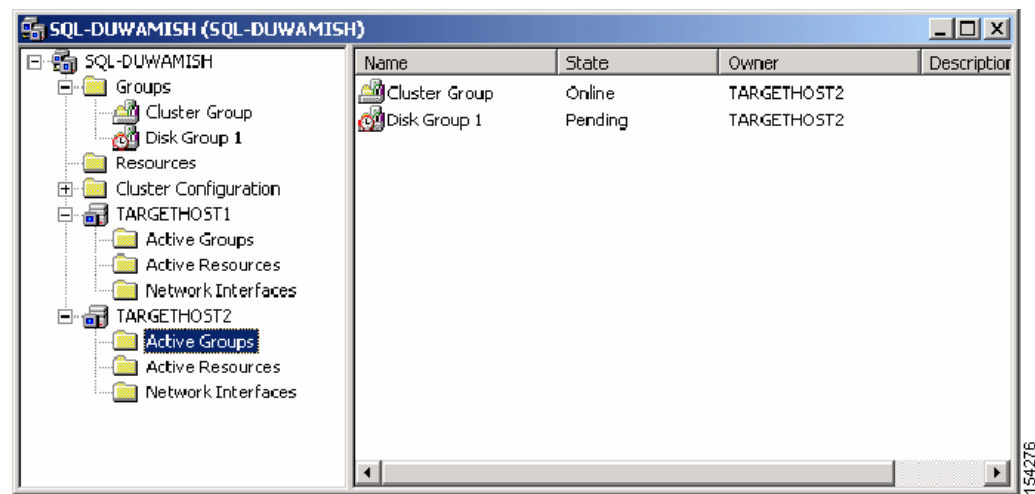 SQL-DUWAMISH (SQL-DUWAMISH)
SQL-DUWAMISH
Groups
Cluster Group
Disk Group 1
Resources
Cluster Configuration
TARGETHOST1
Active Groups
Active Resources
Network Interfaces
TARGETHOST2
Active Groups
Active Resources
Network Interfaces
Name State Owner Description
Cluster Group Online TARGETHOST2
Disk Group 1 Pending TARGETHOST2
154276